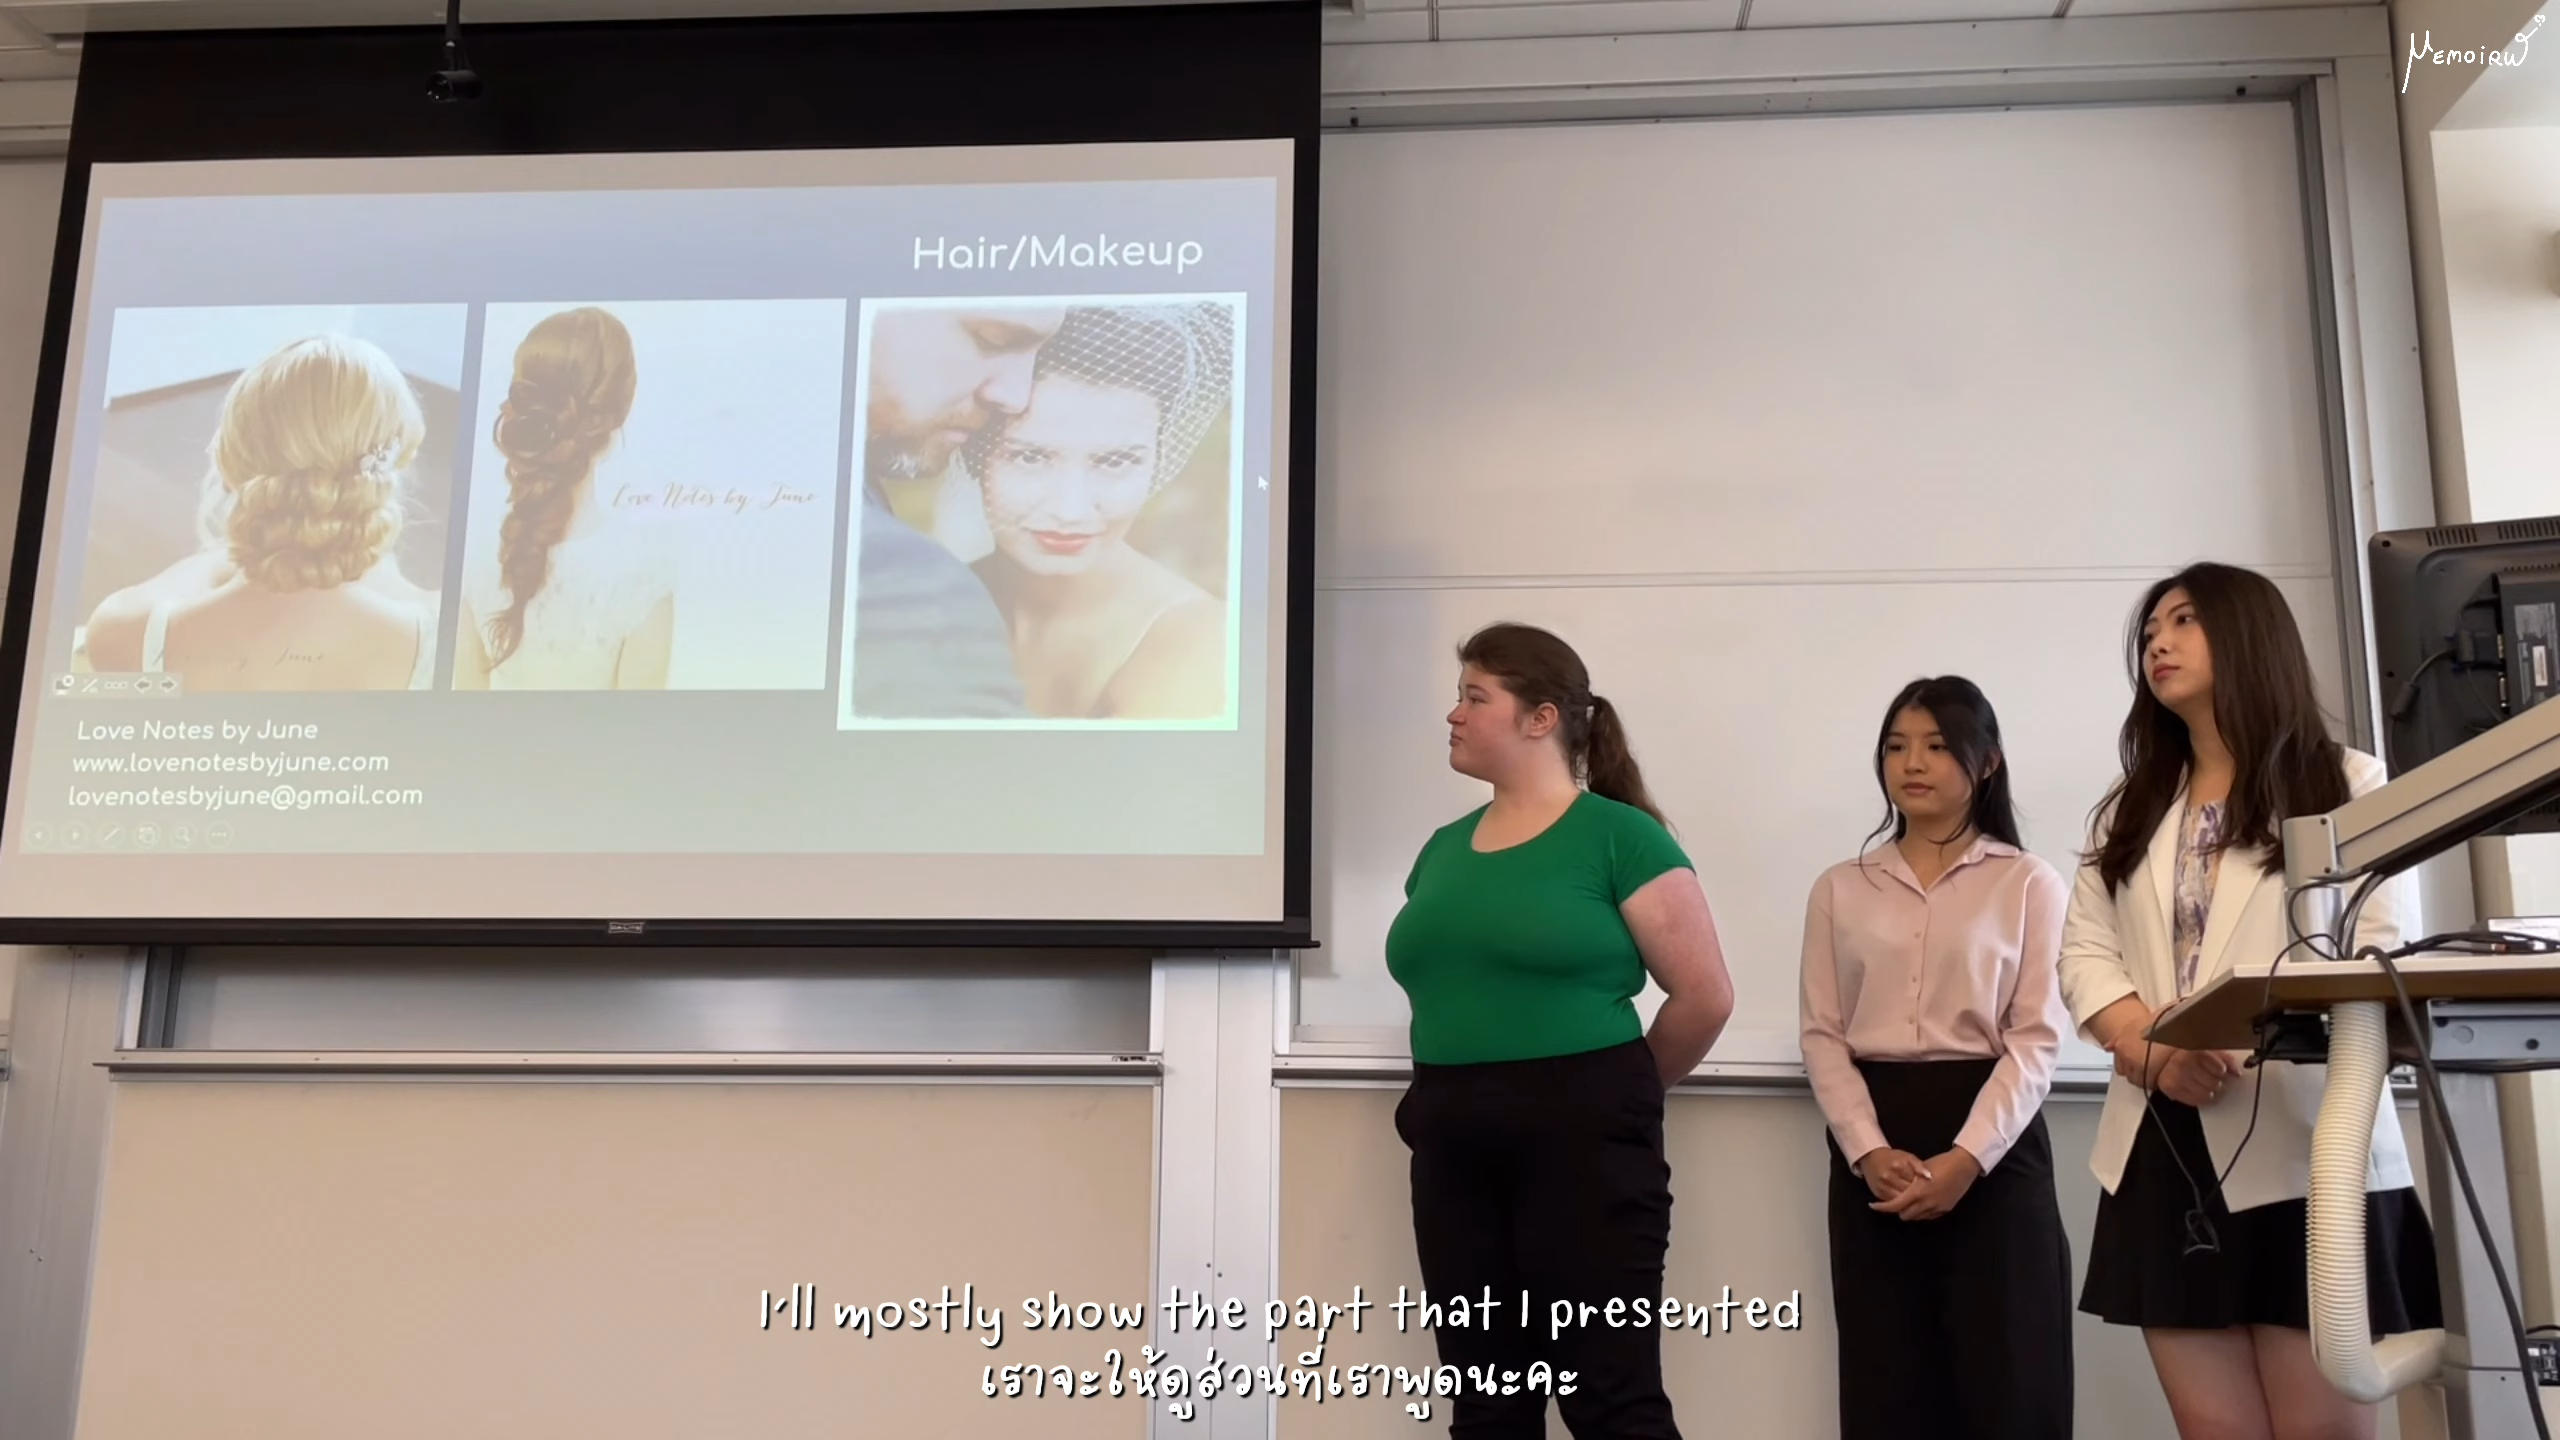 MEMOIRW
Hair/Makeup
Love Notes by June
June
Love Notes by June
www.lovenotesbyjune.com
lovenotesbyjune@gmail.com
I'll mostly show the part that I presented
เราจะให้ดูส่วนที่เราพูดนะคะ